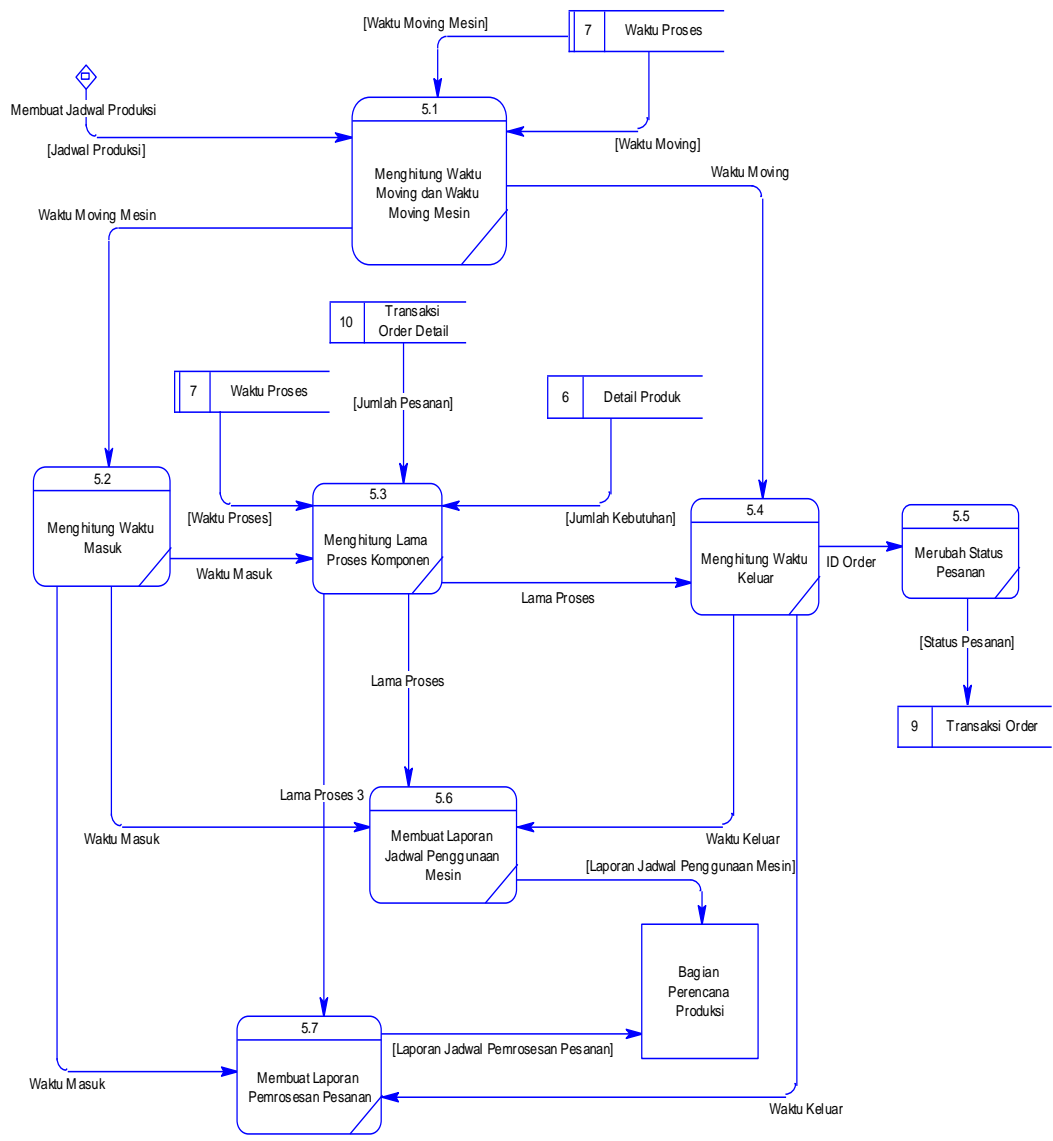 [Waktu Moving Mesin]
7
Waktu Proses
Membuat Jadwal Produksi
[Jadwal Produksi]
5.1
Menghitung Waktu
Moving dan Waktu
Moving Mesin
[Waktu Moving]
Waktu Moving
Waktu Moving Mesin
10
Transaksi
Order Detail
7
Waktu Proses
[Jumlah Pesanan]
6
Detail Produk
5.2
Menghitung Waktu
Masuk
[Waktu Proses]
Waktu Masuk
5.3
Menghitung Lama
Proses Komponen
[Jumlah Kebutuhan]
Lama Proses
5.4
Menghitung Waktu
Keluar
ID Order
5.5
Merubah Status
Pesanan
[Status Pesanan]
9
Transaksi Order
Lama Proses
Lama Proses 3
5.6
Membuat Laporan
Jadwal Penggunaan
Mesin
Waktu Masuk
Waktu Keluar
[Laporan Jadwal Penggunaan Mesin]
Bagian
Perencana
Produksi
5.7
Membuat Laporan
Pemrosesan Pesanan
[Laporan Jadwal Pemrosesan Pesanan]
Waktu Masuk
Waktu Keluar